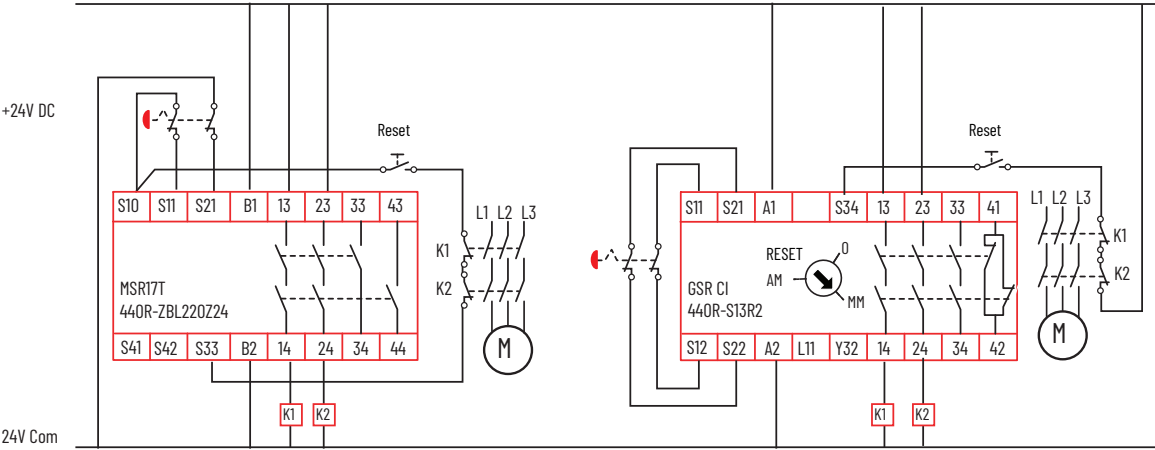 +24V DC
Reset
S10 S11 S21 B1 13 23 33 43
L1 L2 L3
K1
K2
MSR17T
440R-ZBL220Z24
S41 S42 S33 B2 14 24 34 44
M
K1 K2
24V Com
Reset
S11 S21 A1 S34 13 23 33 41
L1 L2 L3
K1
K2
RESET
O
AM
MM
GSR CI
440R-S13R2
S12 S22 A2 L11 Y32 14 24 34 42
M
K1 K2